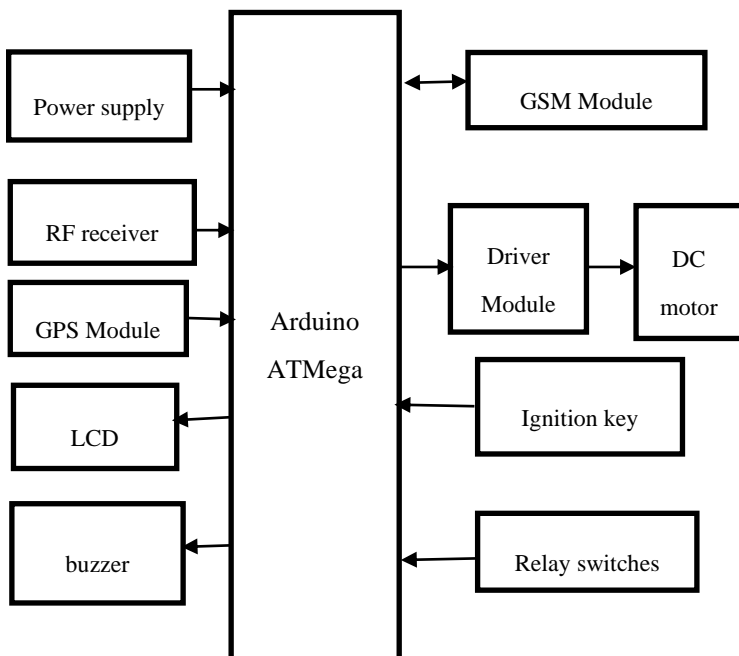 Power supply
RF receiver
GPS Module
LCD
buzzer
Arduino
ATMega
GSM Module
Driver
Module
DC
motor
Ignition key
Relay switches